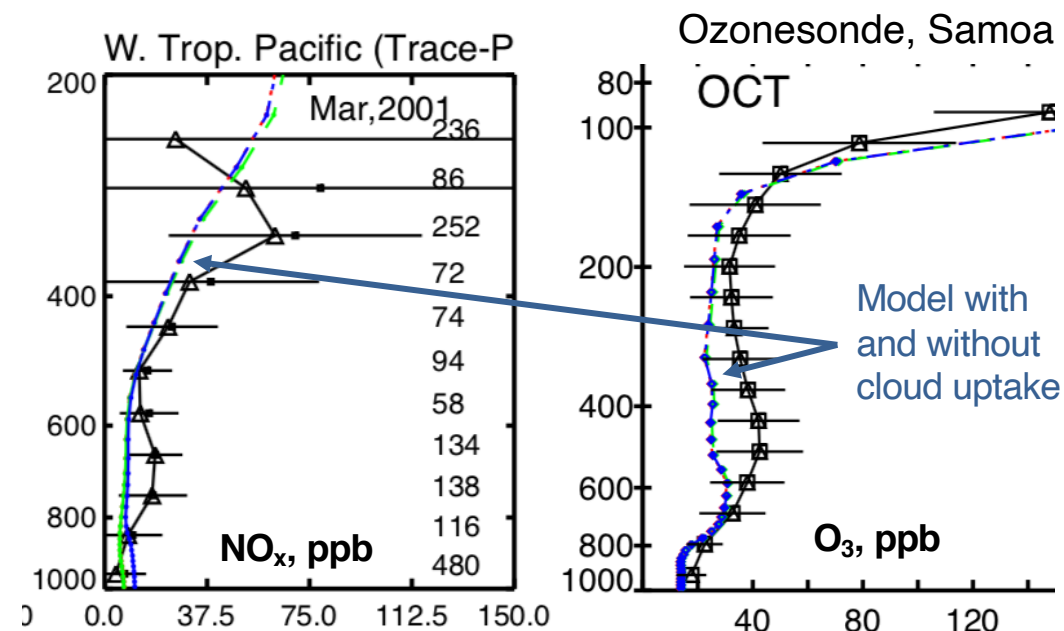 W. Trop. Pacific (Trace-P
Mar,2001
200
400
600
800
1000
236
86
252
72
74
94
58
134
138
116
480
NOx, ppb
0.0 37.5 75.0 112.5 150.0
Ozonesonde, Samoa
OCT
80
100
200
400
600
800
1000
Model with
and without
cloud uptake
O3, ppb
40 80 120